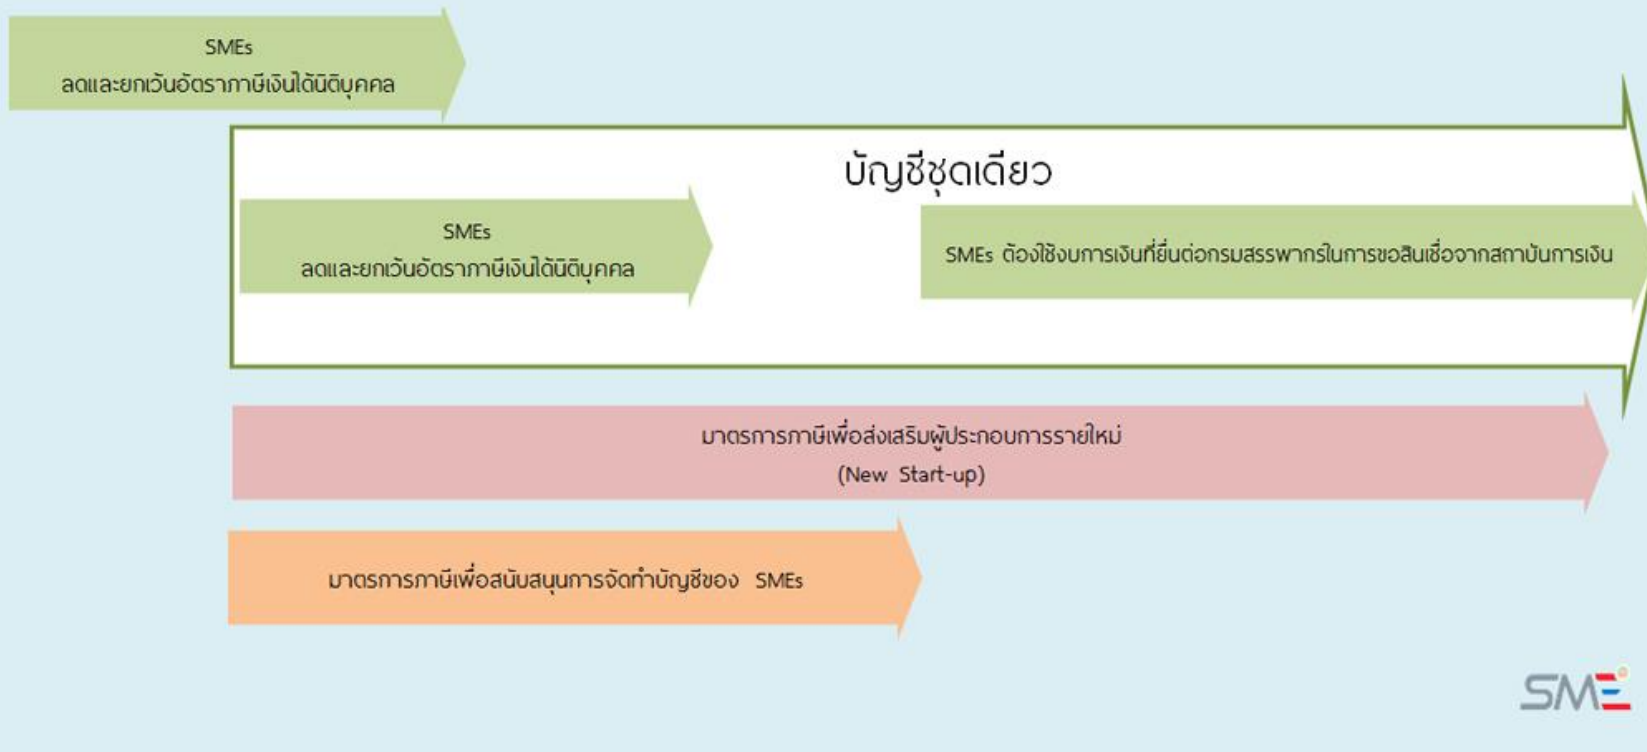 SMEs
ลดและยกเว้นอัตราภาษีเงินได้นิติบุคคล
บัญชีชุดเดียว
SMEs
ลดและยกเว้นอัตราภาษีเงินได้นิติบุคคล
SMEs ต้องใช้งบการเงินที่ยื่นต่อกรมสรรพากรในการขอสินเชื่อจากสถาบันการเงิน
มาตรการภาษีเพื่อส่งเสริมผู้ประกอบการรายใหม่
(New Start-up)
มาตรการภาษีเพื่อสนับสนุนการจัดทำบัญชีของ SMEs
SME